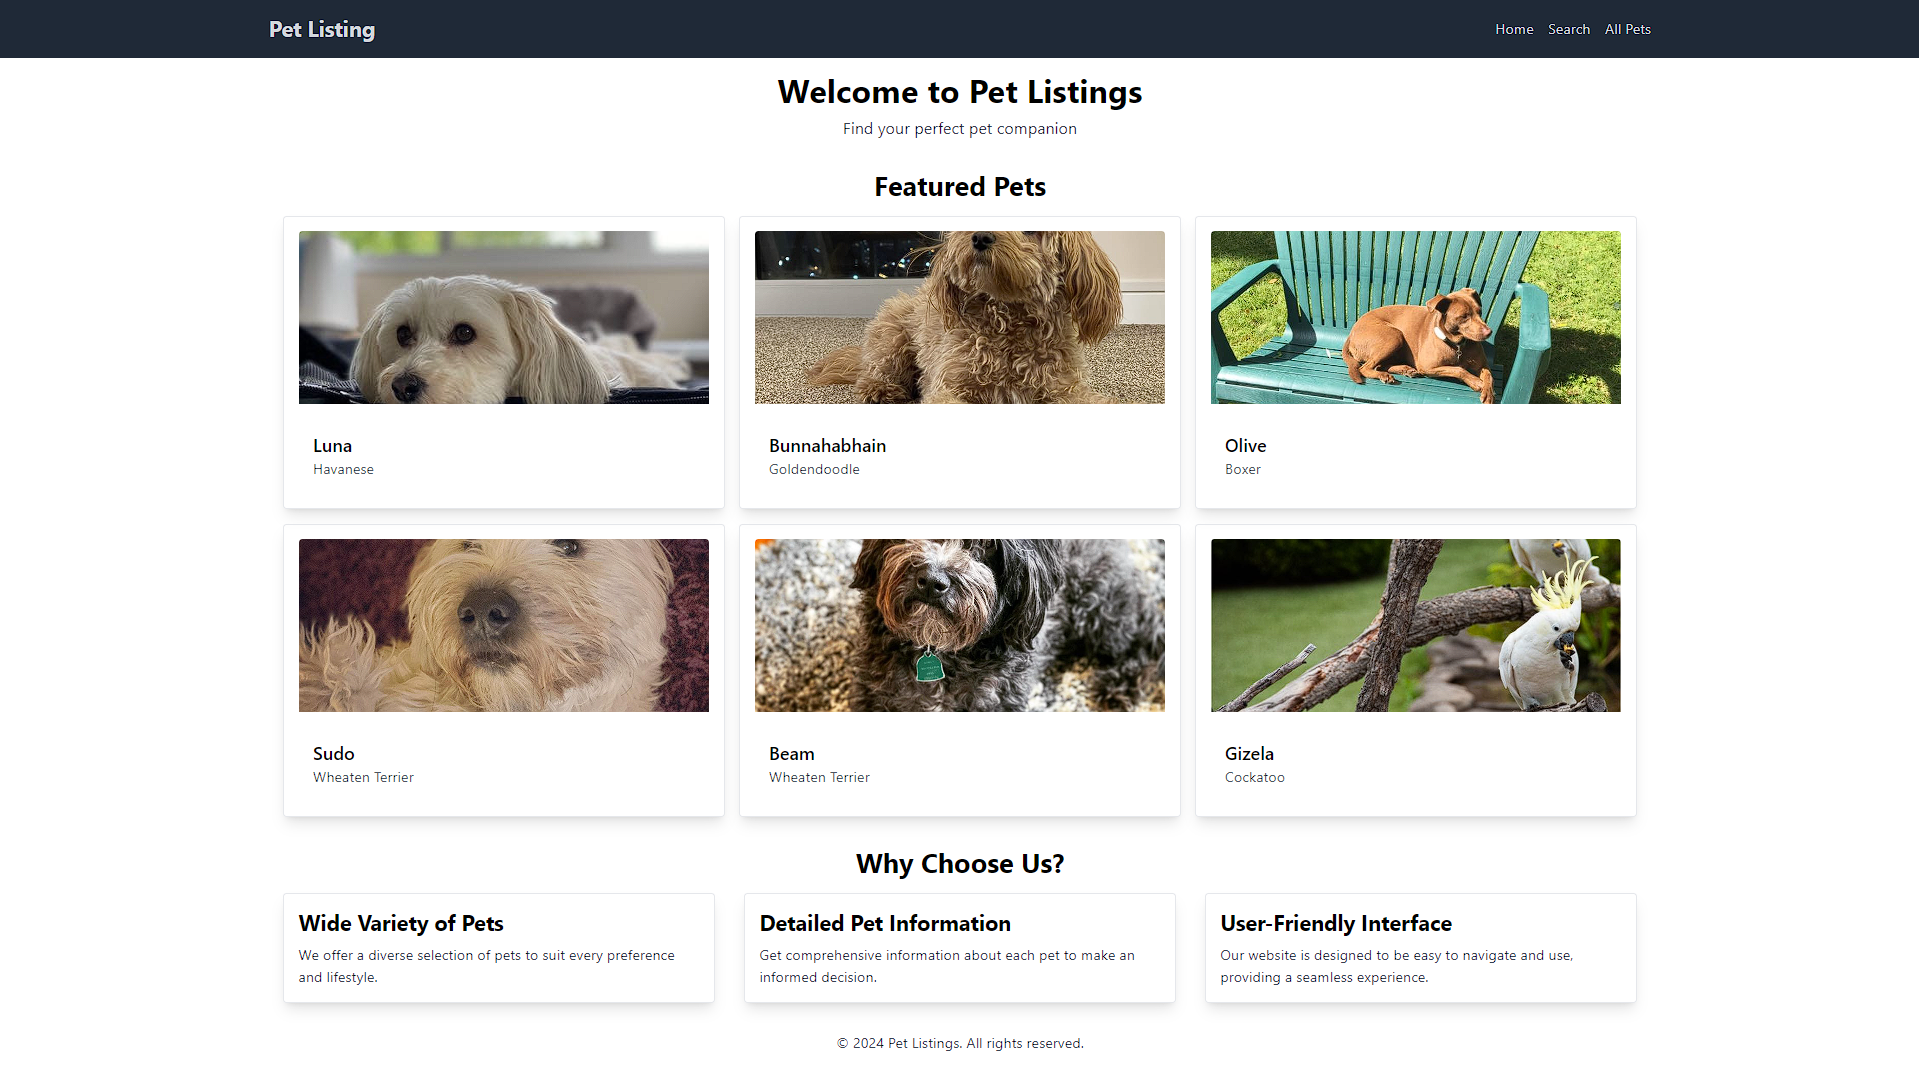 Pet Listing
Home Search All Pets
Welcome to Pet Listings
Find your perfect pet companion
Featured Pets
Luna
Havanese
Bunnahabhain
Goldendoodle
Olive
Boxer
Sudo
Wheaten Terrier
Beam
Wheaten Terrier
Gizela
Cockatoo
Why Choose Us?
Wide Variety of Pets
We offer a diverse selection of pets to suit every preference
and lifestyle.
Detailed Pet Information
Get comprehensive information about each pet to make an
informed decision.
User-Friendly Interface
Our website is designed to be easy to navigate and use,
providing a seamless experience.
© 2024 Pet Listings. All rights reserved.